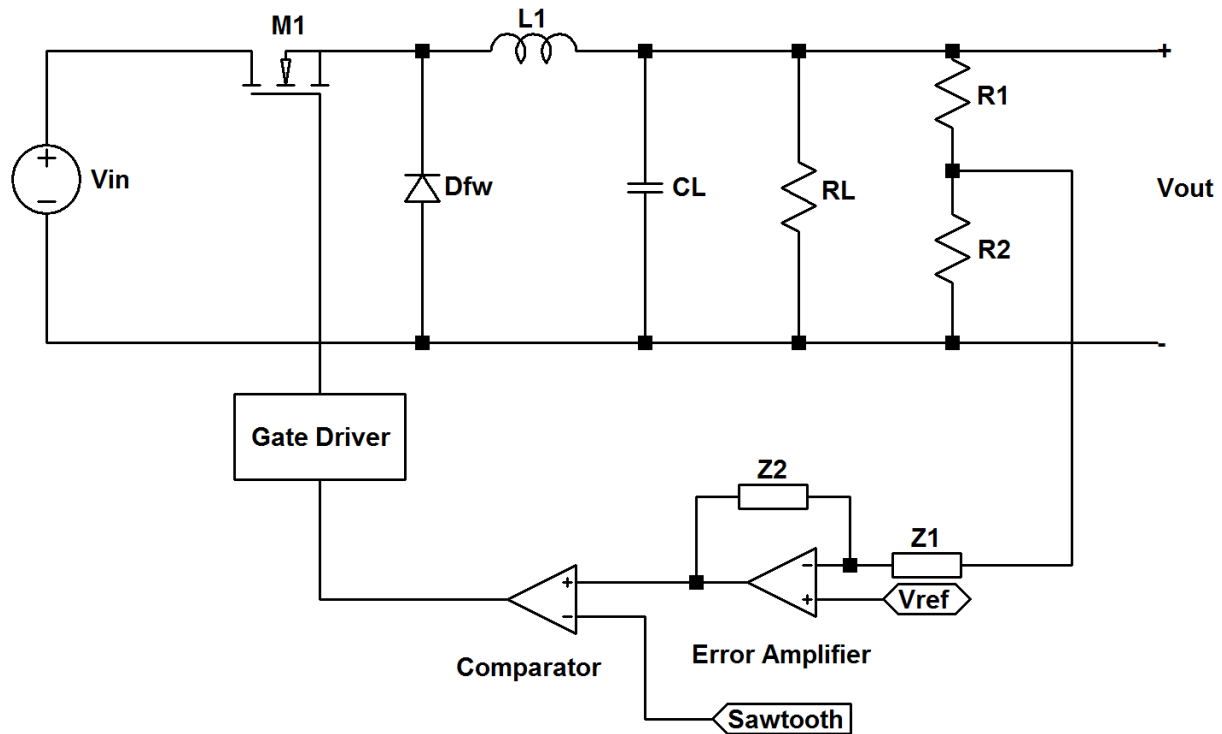 M1
L1
+
R1
+
Vin
-
Dfw
CL
RL
Vout
R2
-
Gate Driver
Z2
Z1
-
+
Vref
+
-
Error Amplifier
Comparator
Sawtooth